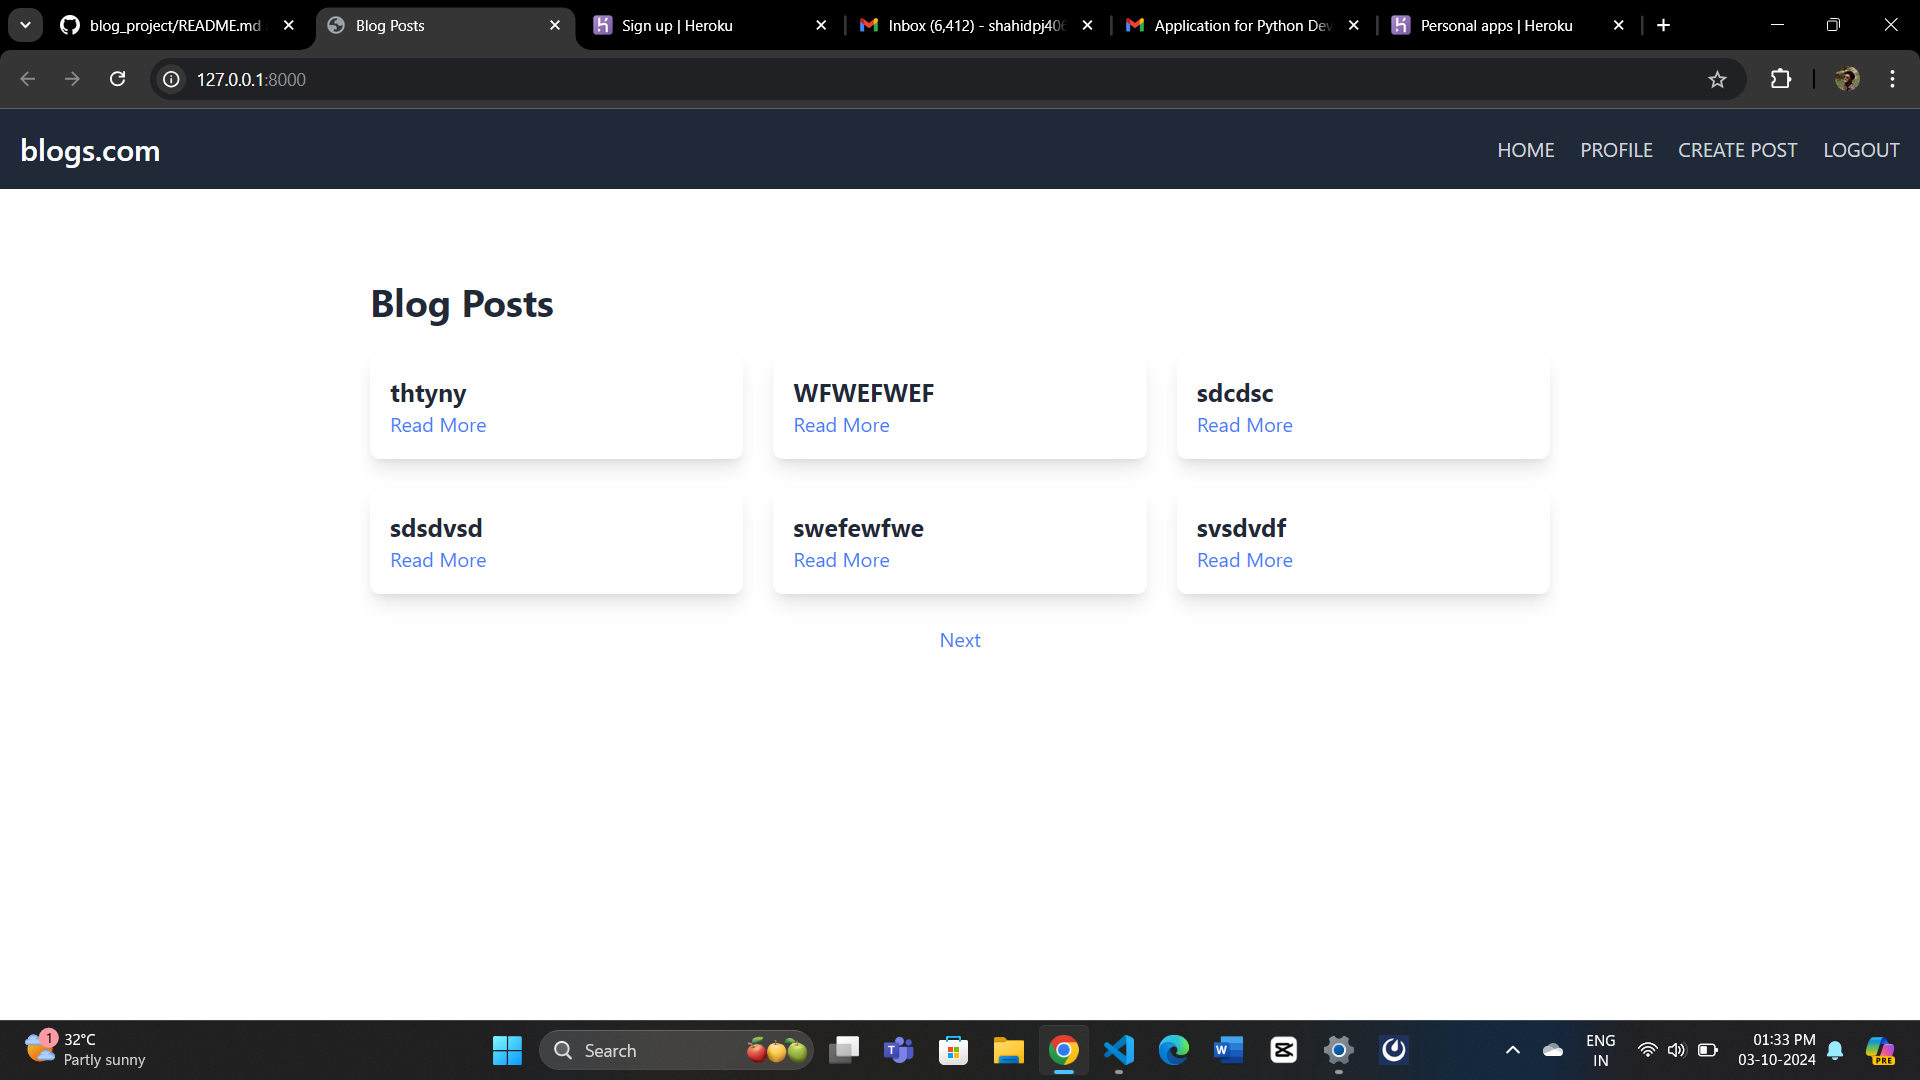 blog_project/README.md
Blog Posts
Sign up | Heroku
Inbox (6,412) - shahidpj406
Application for Python Dev
Personal apps | Heroku
127.0.0.1:8000
blogs.com
HOME PROFILE CREATE POST LOGOUT
Blog Posts
thtyny
Read More
WFWEFWEF
Read More
sdcdsc
Read More
sdsdvsd
Read More
swefewfwe
Read More
svsdvdf
Read More
Next
1
32°C
Partly sunny
Search
ENG
IN
01:33 PM
03-10-2024
PRE